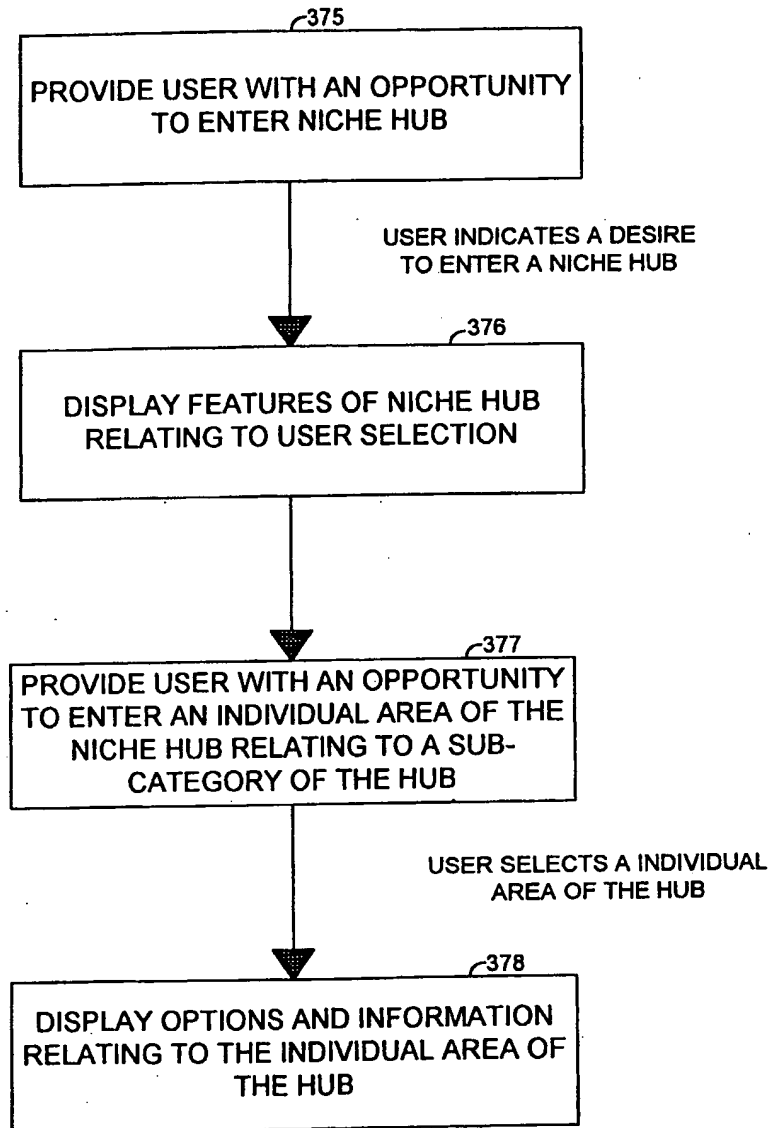 375
PROVIDE USER WITH AN OPPORTUNITY
TO ENTER NICHE HUB
USER INDICATES A DESIRE
TO ENTER A NICHE HUB
376
DISPLAY FEATURES OF NICHE HUB
RELATING TO USER SELECTION
377
PROVIDE USER WITH AN OPPORTUNITY
TO ENTER AN INDIVIDUAL AREA OF THE
NICHE HUB RELATING TO A SUB-
CATEGORY OF THE HUB
USER SELECTS A INDIVIDUAL
AREA OF THE HUB
378
DISPLAY OPTIONS AND INFORMATION
RELATING TO THE INDIVIDUAL AREA OF
THE HUB